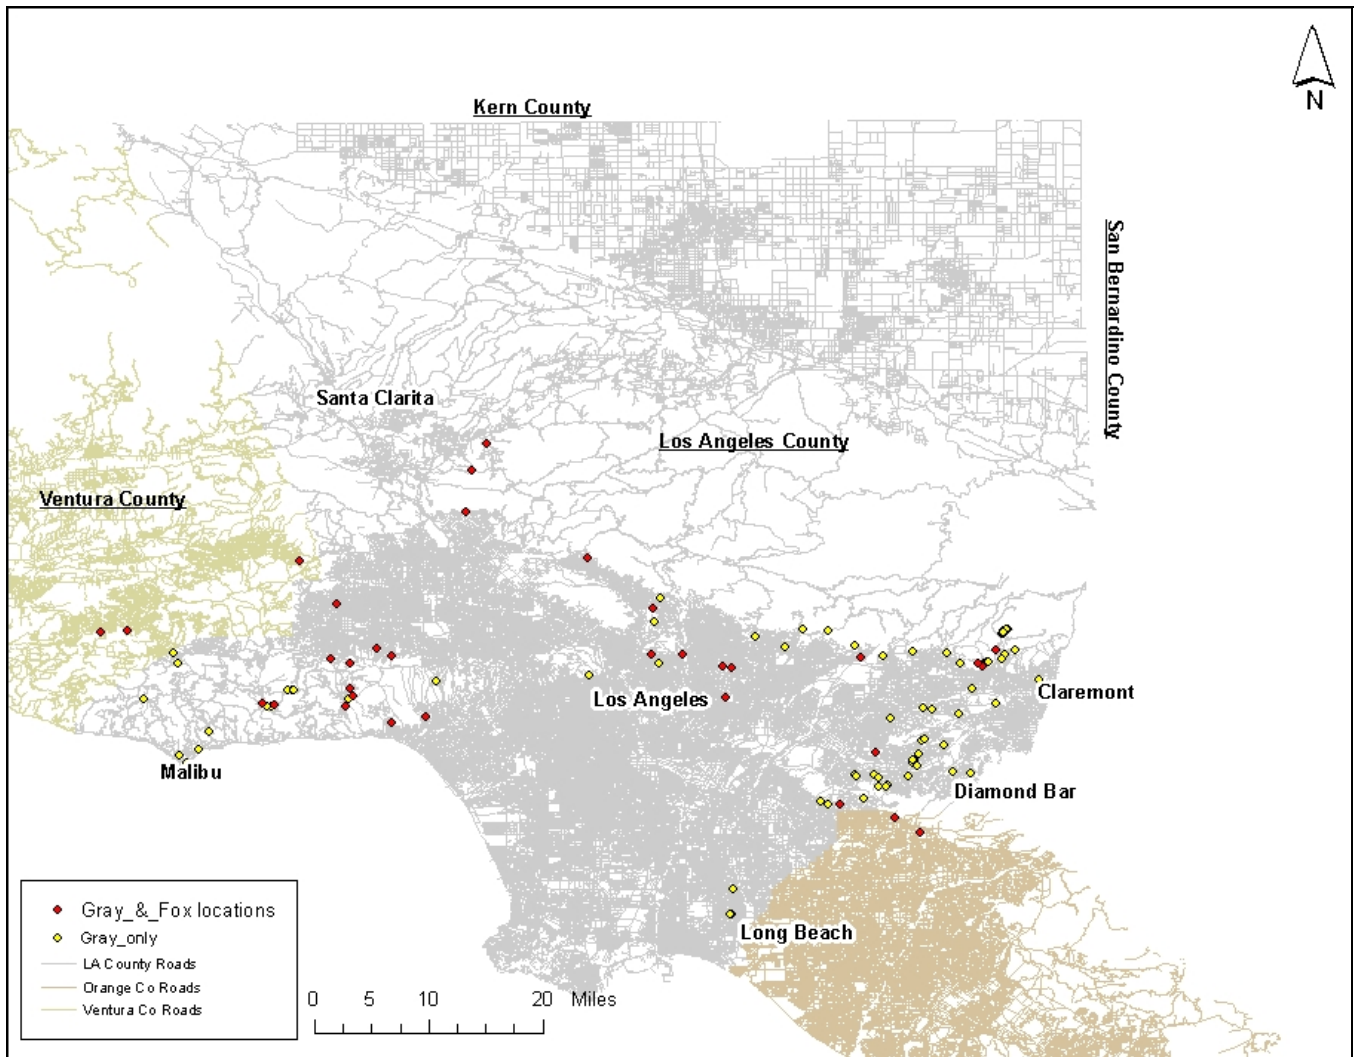 N
Kern County
San Bernardino County
Santa Clarita
Los Angeles County
Ventura County
Los Angeles
Claremont
Malibu
Diamond Bar
Long Beach
Gray_&_Fox locations
Gray_only
LA County Roads
Orange Co Roads
Ventura Co Roads
0 5 10 20 Miles